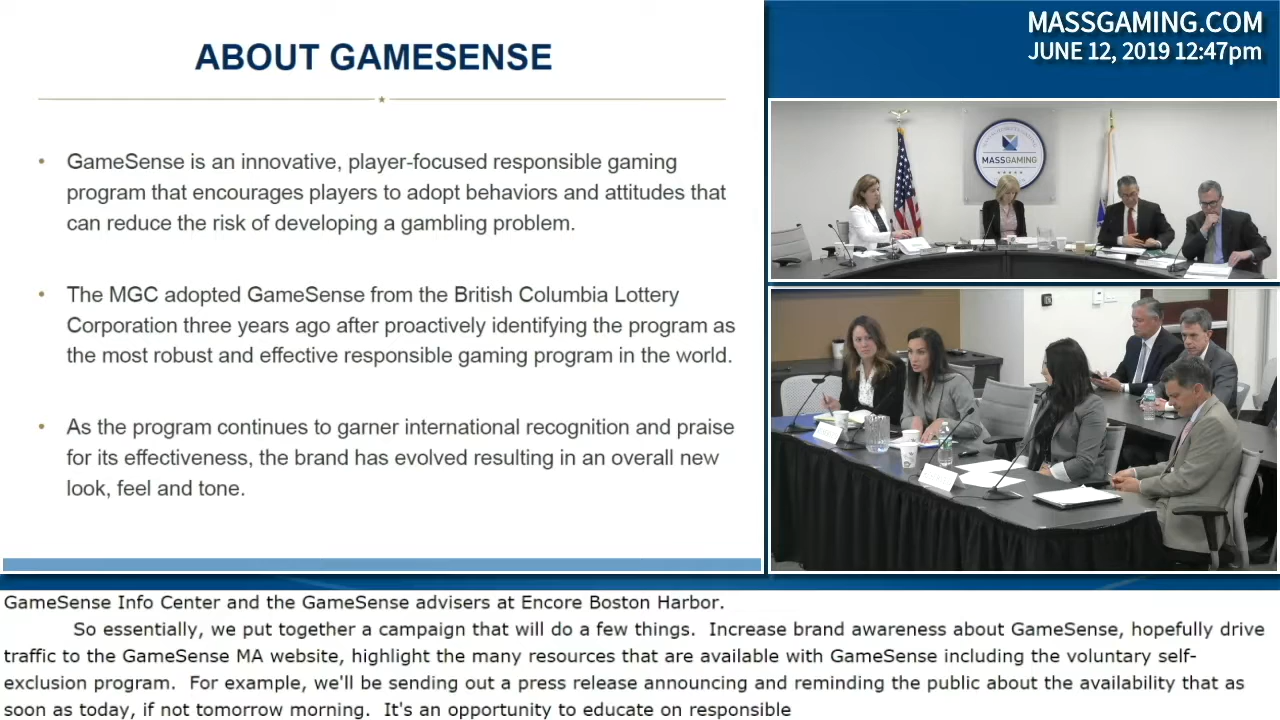 ABOUT GAMESENSE
• GameSense is an innovative, player-focused responsible gaming
program that encourages players to adopt behaviors and attitudes that
can reduce the risk of developing a gambling problem.
• The MGC adopted GameSense from the British Columbia Lottery
Corporation three years ago after proactively identifying the program as
the most robust and effective responsible gaming program in the world.
• As the program continues to garner international recognition and praise
for its effectiveness, the brand has evolved resulting in an overall new
look, feel and tone.
MASSGAMING.COM
JUNE 12, 2019 12:47pm
MASSGAMING
GameSense Info Center and the GameSense advisers at Encore Boston Harbor.
So essentially, we put together a campaign that will do a few things. Increase brand awareness about GameSense, hopefully drive
traffic to the GameSense MA website, highlight the many resources that are available with GameSense including the voluntary self-
exclusion program. For example, we'll be sending out a press release announcing and reminding the public about the availability that as
soon as today, if not tomorrow morning. It's an opportunity to educate on responsible